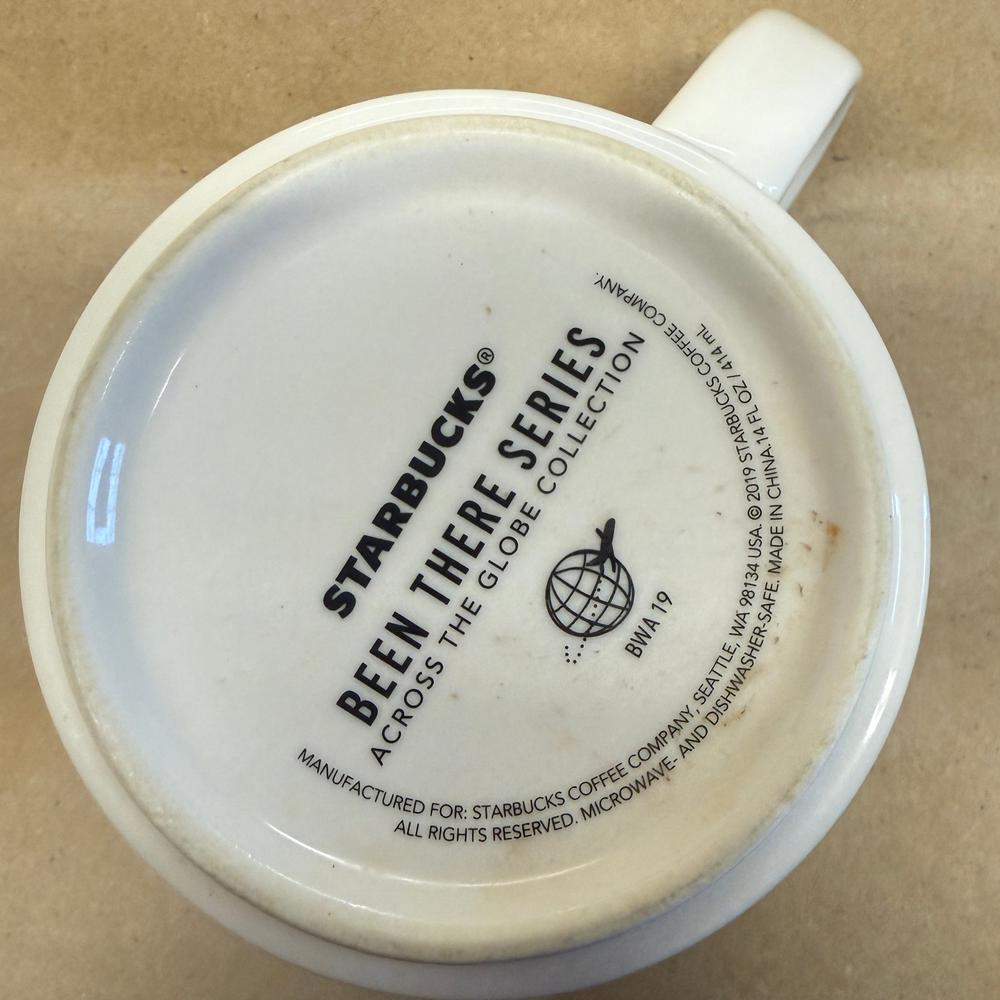 STARBUCKS®
BEEN THERE SERIES
ACROSS THE GLOBE COLLECTION
BWA 19
MANUFACTURED FOR: STARBUCKS COFFEE COMPANY, SEATTLE, WA 98134 USA. © 2019 STARBUCKS COFFEE COMPANY.
ALL RIGHTS RESERVED. MICROWAVE- AND DISHWASHER-SAFE. MADE IN CHINA. 14 FL OZ / 414 mL